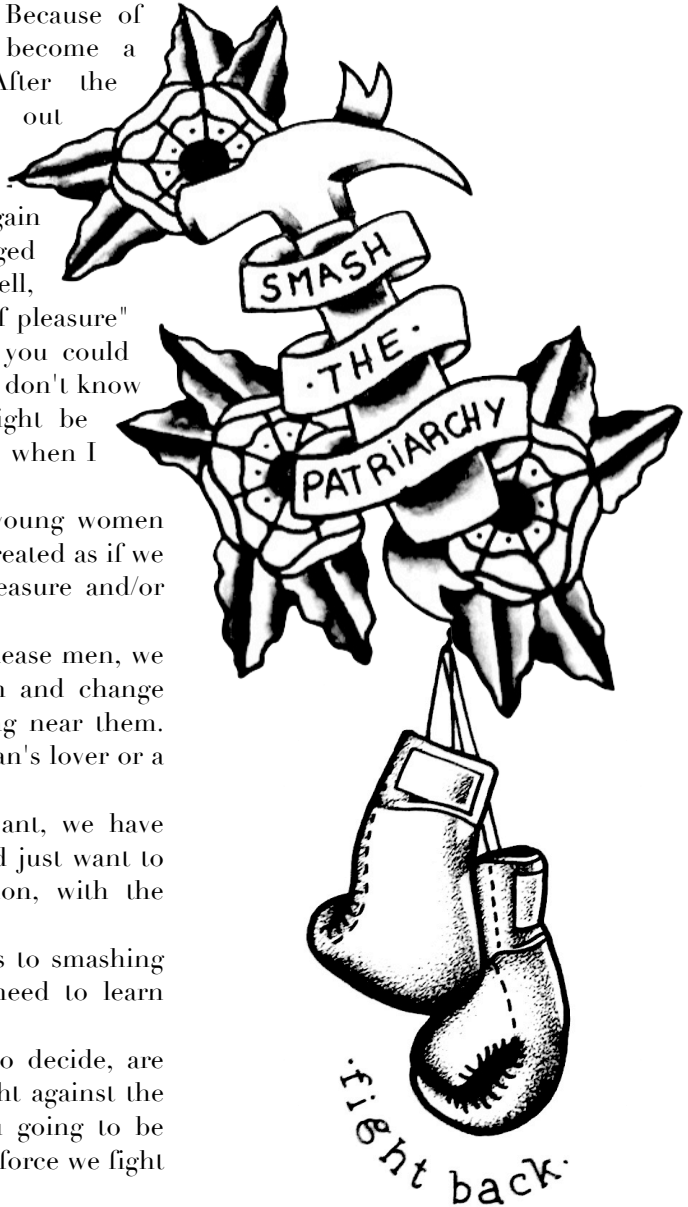 Because of
become a
After the
out
gain
ged
ell,
f pleasure"
you could
don't know
ight be
when I
young women
reated as if we
easure and/or
lease men, we
n and change
g near them.
an's lover or a
ant, we have
d just want to
on, with the
s to smashing
need to learn
o decide, are
ht against the
n going to be
force we fight
SMASH
·THE·
PATRiARCHY
·fight back·